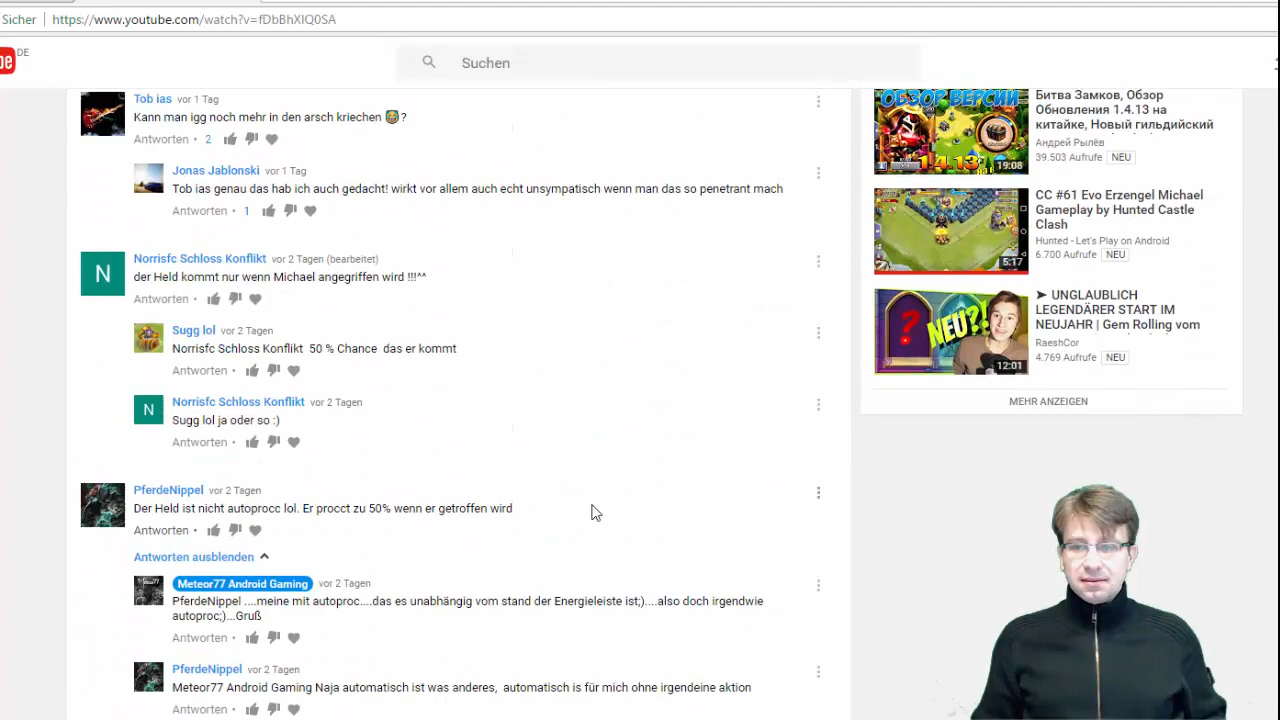 Sicher | https://www.youtube.com/watch?v=fDbBhXIQ0SA
be DE
Suchen
Tob ias vor 1 Tag
Kann man igg noch mehr in den arsch kriechen ?
Antworten • 2
Jonas Jablonski vor 1 Tag
Tob ias genau das hab ich auch gedacht! wirkt vor allem auch echt unsympatisch wenn man das so penetrant mach
Antworten • 1
Norrisfc Schloss Konflikt vor 2 Tagen (bearbeitet)
der Held kommt nur wenn Michael angegriffen wird !!!^^
Antworten •
Sugg lol vor 2 Tagen
Norrisfc Schloss Konflikt 50 % Chance das er kommt
Antworten •
N
Norrisfc Schloss Konflikt vor 2 Tagen
Sugg lol ja oder so :)
Antworten •
N
PferdeNippel vor 2 Tagen
Der Held ist nicht autoprocc lol. Er procct zu 50% wenn er getroffen wird
Antworten •
Antworten ausblenden
Meteor77 Android Gaming vor 2 Tagen
PferdeNippel ....meine mit autoproc....das es unabhängig vom stand der Energieleiste ist;)....also doch irgendwie
autoproc;)...Gruß
Antworten •
PferdeNippel vor 2 Tagen
Meteor77 Android Gaming Naja automatisch ist was anderes, automatisch is für mich ohne irgendeine aktion
Antworten •
ОБЗОР ВЕРСИИ
1.4.13
19:08
Битва Замков, Обзор
Обновления 1.4.13 на
китайке, Новый гильдийский
Андрей Рылёв
39.503 Aufrufe NEU
5:17
CC #61 Evo Erzengel Michael
Gameplay by Hunted Castle
Clash
Hunted - Let's Play on Android
6.700 Aufrufe NEU
NEU?!
12:01
➤ UNGLAUBLICH
LEGENDÄRER START IM
NEUJAHR | Gem Rolling vom
RaeshCor
4.769 Aufrufe NEU
MEHR ANZEIGEN